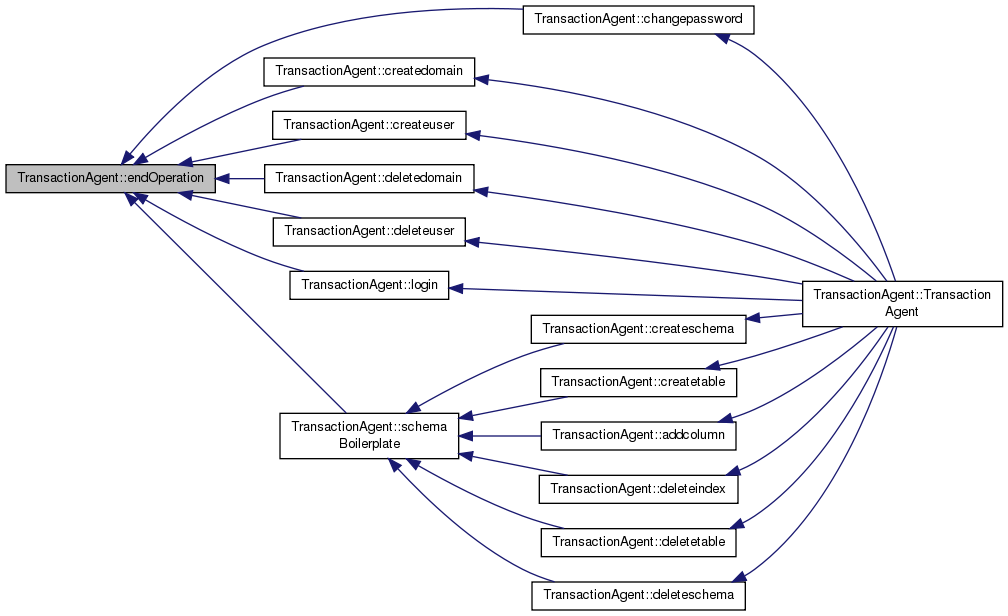 TransactionAgent::changepassword
TransactionAgent::createdomain
TransactionAgent::createuser
TransactionAgent::endOperation
TransactionAgent::deletedomain
TransactionAgent::deleteuser
TransactionAgent::login
TransactionAgent::Transaction
Agent
TransactionAgent::createschema
TransactionAgent::createtable
TransactionAgent::schema
Boilerplate
TransactionAgent::addcolumn
TransactionAgent::deleteindex
TransactionAgent::deletetable
TransactionAgent::deleteschema